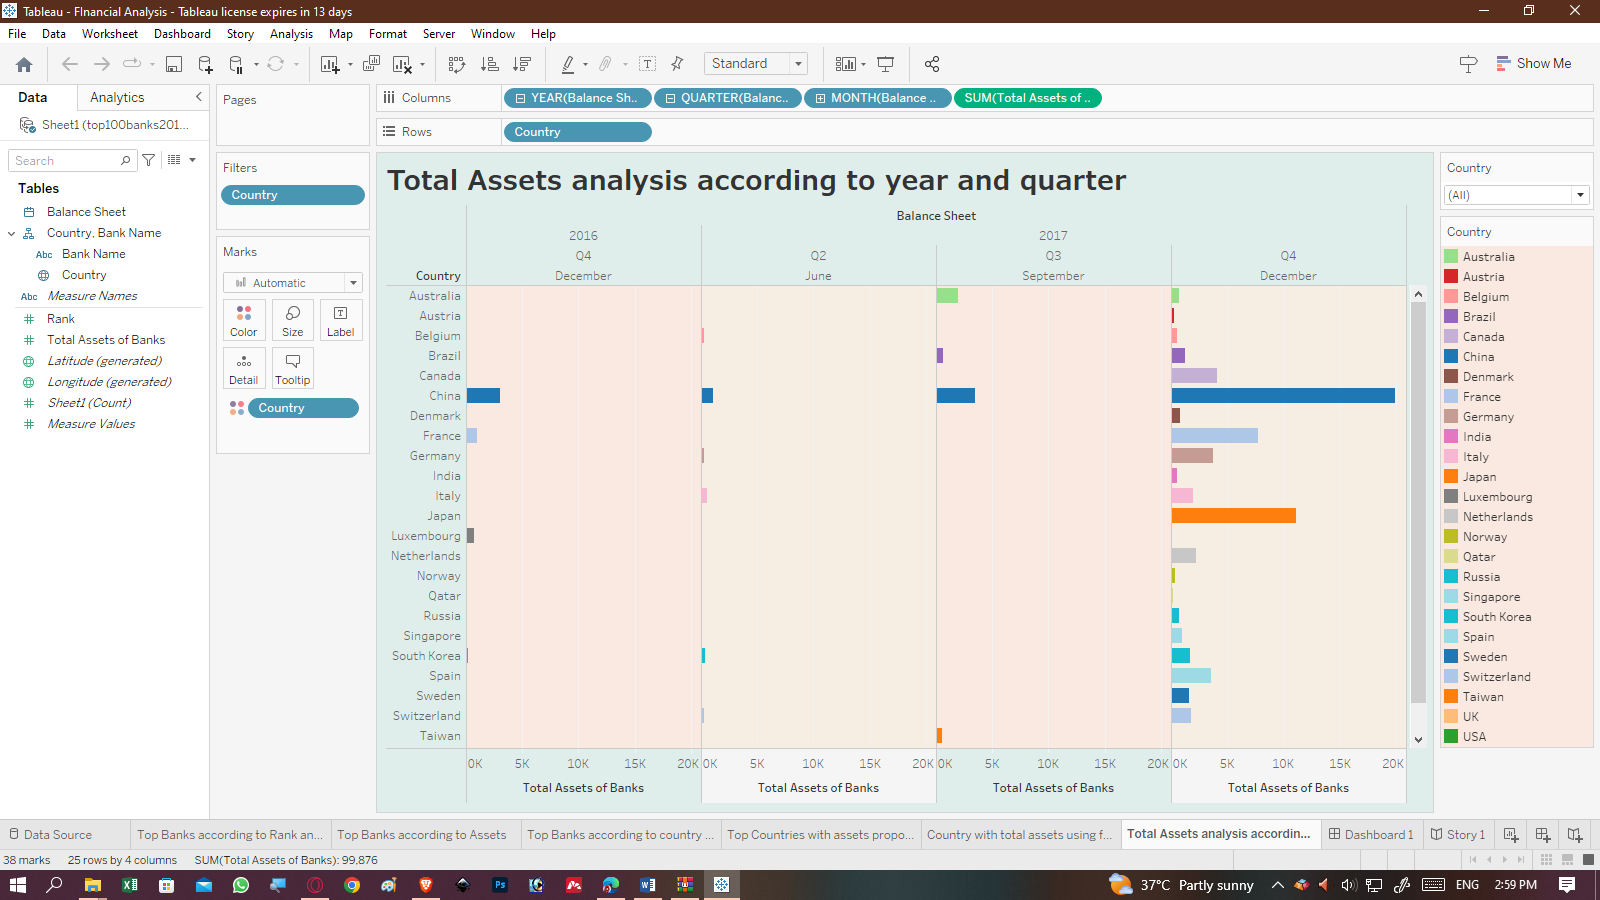 Tableau - FInancial Analysis - Tableau license expires in 13 days
File Data Worksheet Dashboard Story Analysis Map Format Server Window Help
Standard
Show Me
Data Analytics
Sheet1 (top100banks201...
Search
Tables
Balance Sheet
Country, Bank Name
Abc Bank Name
Country
Abc Measure Names
Rank
Total Assets of Banks
Latitude (generated)
Longitude (generated)
Sheet1 (Count)
Measure Values
Pages
Filters
Country
Marks
Automatic
Color Size Label
Detail Tooltip
Country
Columns YEAR(Balance Sh.. QUARTER(Balanc.. MONTH(Balance .. SUM(Total Assets of ..
Rows Country
Total Assets analysis according to year and quarter
Balance Sheet
2016 2017
Q4 Q2 Q3 Q4
Country December June September December
Australia
Austria
Belgium
Brazil
Canada
China
Denmark
France
Germany
India
Italy
Japan
Luxembourg
Netherlands
Norway
Qatar
Russia
Singapore
South Korea
Spain
Sweden
Switzerland
Taiwan
0K 5K 10K 15K 20K 0K 5K 10K 15K 20K 0K 5K 10K 15K 20K 0K 5K 10K 15K 20K
Total Assets of Banks Total Assets of Banks Total Assets of Banks Total Assets of Banks
Country
(All)
Country
Australia
Austria
Belgium
Brazil
Canada
China
Denmark
France
Germany
India
Italy
Japan
Luxembourg
Netherlands
Norway
Qatar
Russia
Singapore
South Korea
Spain
Sweden
Switzerland
Taiwan
UK
USA
Data Source Top Banks according to Rank an... Top Banks according to Assets Top Banks according to country ... Top Countries with assets propo... Country with total assets using f... Total Assets analysis accordin... Dashboard 1 Story 1
38 marks 25 rows by 4 columns SUM(Total Assets of Banks): 99,876
37°C Partly sunny ENG 2:59 PM